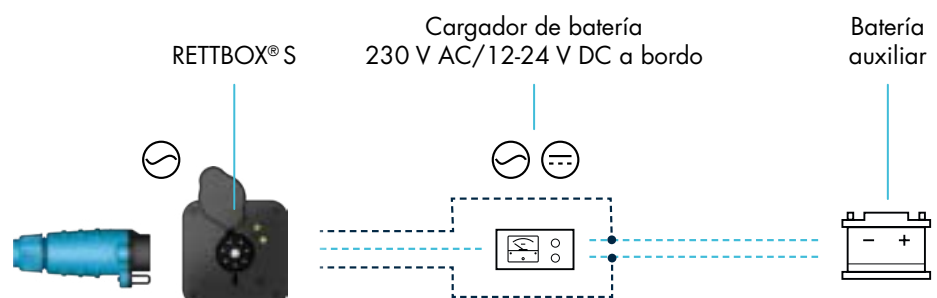 RETTBOX® S
Cargador de batería
230 V AC/12-24 V DC a bordo
Batería
auxiliar